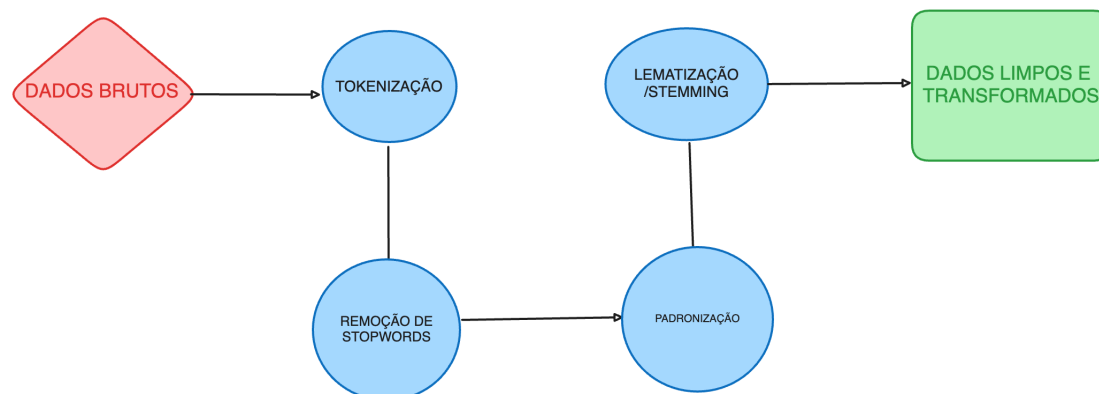 DADOS BRUTOS
TOKENIZAÇÃO
REMOÇÃO DE
STOPWORDS
PADRONIZAÇÃO
LEMATIZAÇÃO
/STEMMING
DADOS LIMPOS E
TRANSFORMADOS